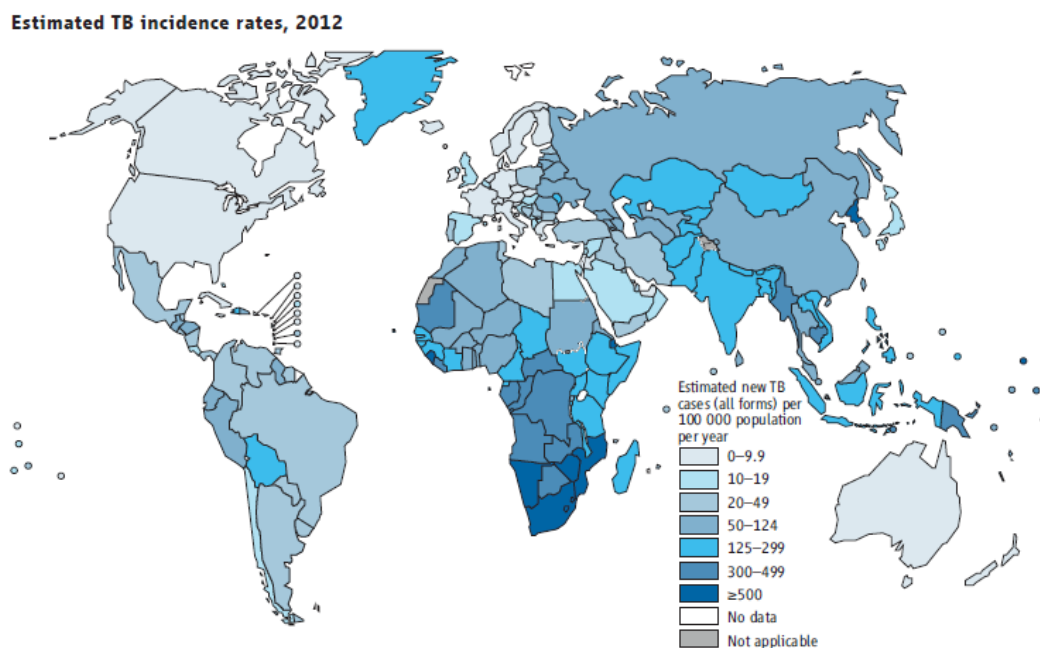 Estimated TB incidence rates, 2012
Estimated new TB
cases (all forms) per
100 000 population
per year
0–9.9
10–19
20–49
50–124
125–299
300–499
≥500
No data
Not applicable